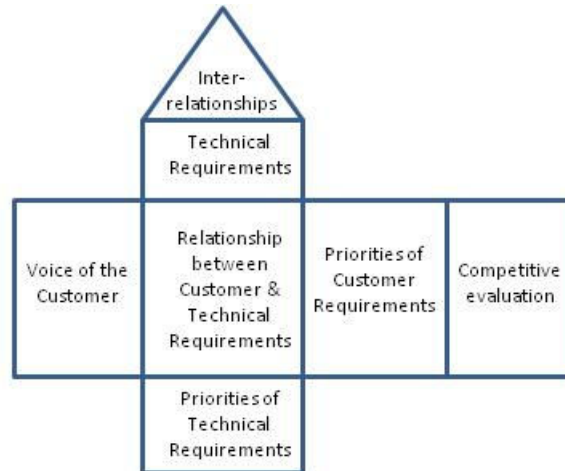 Inter-
relationships
Technical
Requirements
Voice of the
Customer
Relationship
between
Customer &
Technical
Requirements
Priorities of
Customer
Requirements
Competitive
evaluation
Priorities of
Technical
Requirements